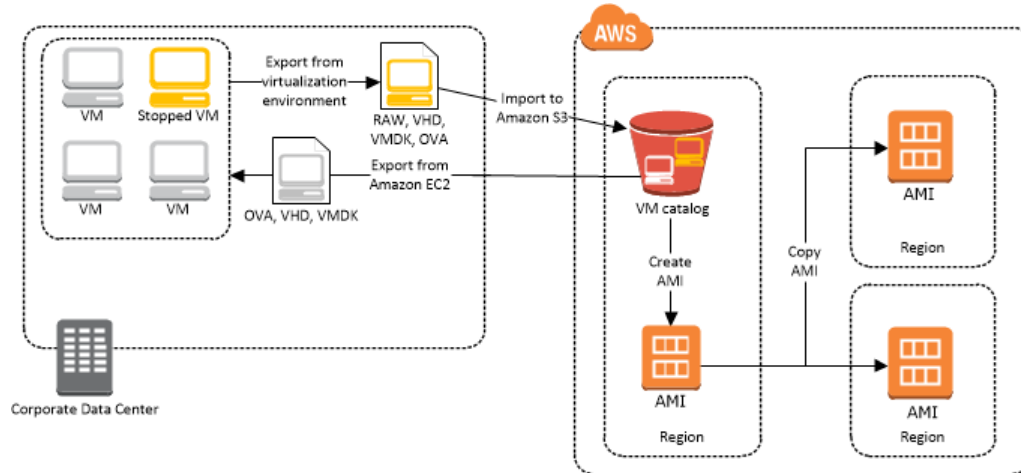 AWS
VM
Stopped VM
Export from
virtualization
environment
RAW, VHD,
VMDK, OVA
Import to
Amazon S3
VM
VM
OVA, VHD, VMDK
Export from
Amazon EC2
VM catalog
Create
AMI
AMI
Region
Copy
AMI
AMI
Region
AMI
Region
Corporate Data Center